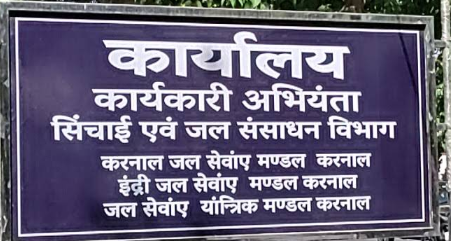 कार्यालय
कार्यकारी अभियंता
सिंचाई एवं जल संसाधन विभाग
करनाल जल सेवांए मण्डल करनाल
इंद्री जल सेवांए मण्डल करनाल
जल सेवांए यांन्त्रिक मण्डल करनाल